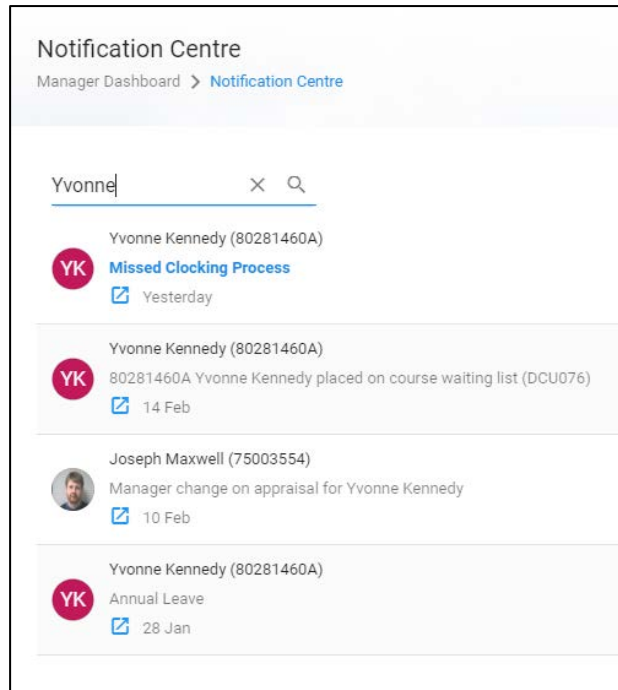 Notification Centre
Manager Dashboard > Notification Centre
Yvonne
Yvonne Kennedy (80281460A)
YK
Missed Clocking Process
Yesterday
Yvonne Kennedy (80281460A)
YK
80281460A Yvonne Kennedy placed on course waiting list (DCU076)
14 Feb
Joseph Maxwell (75003554)
Manager change on appraisal for Yvonne Kennedy
10 Feb
Yvonne Kennedy (80281460A)
YK
Annual Leave
28 Jan